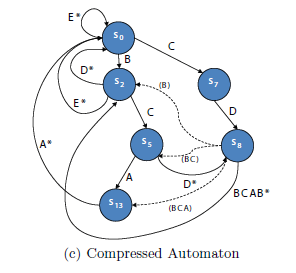 E*
S0
C
B
S2
S7
D*
(B)
E*
C
D
S5
S8
A*
(BC)
A
D*
BCAB*
S13
(BCA)
(c) Compressed Automaton